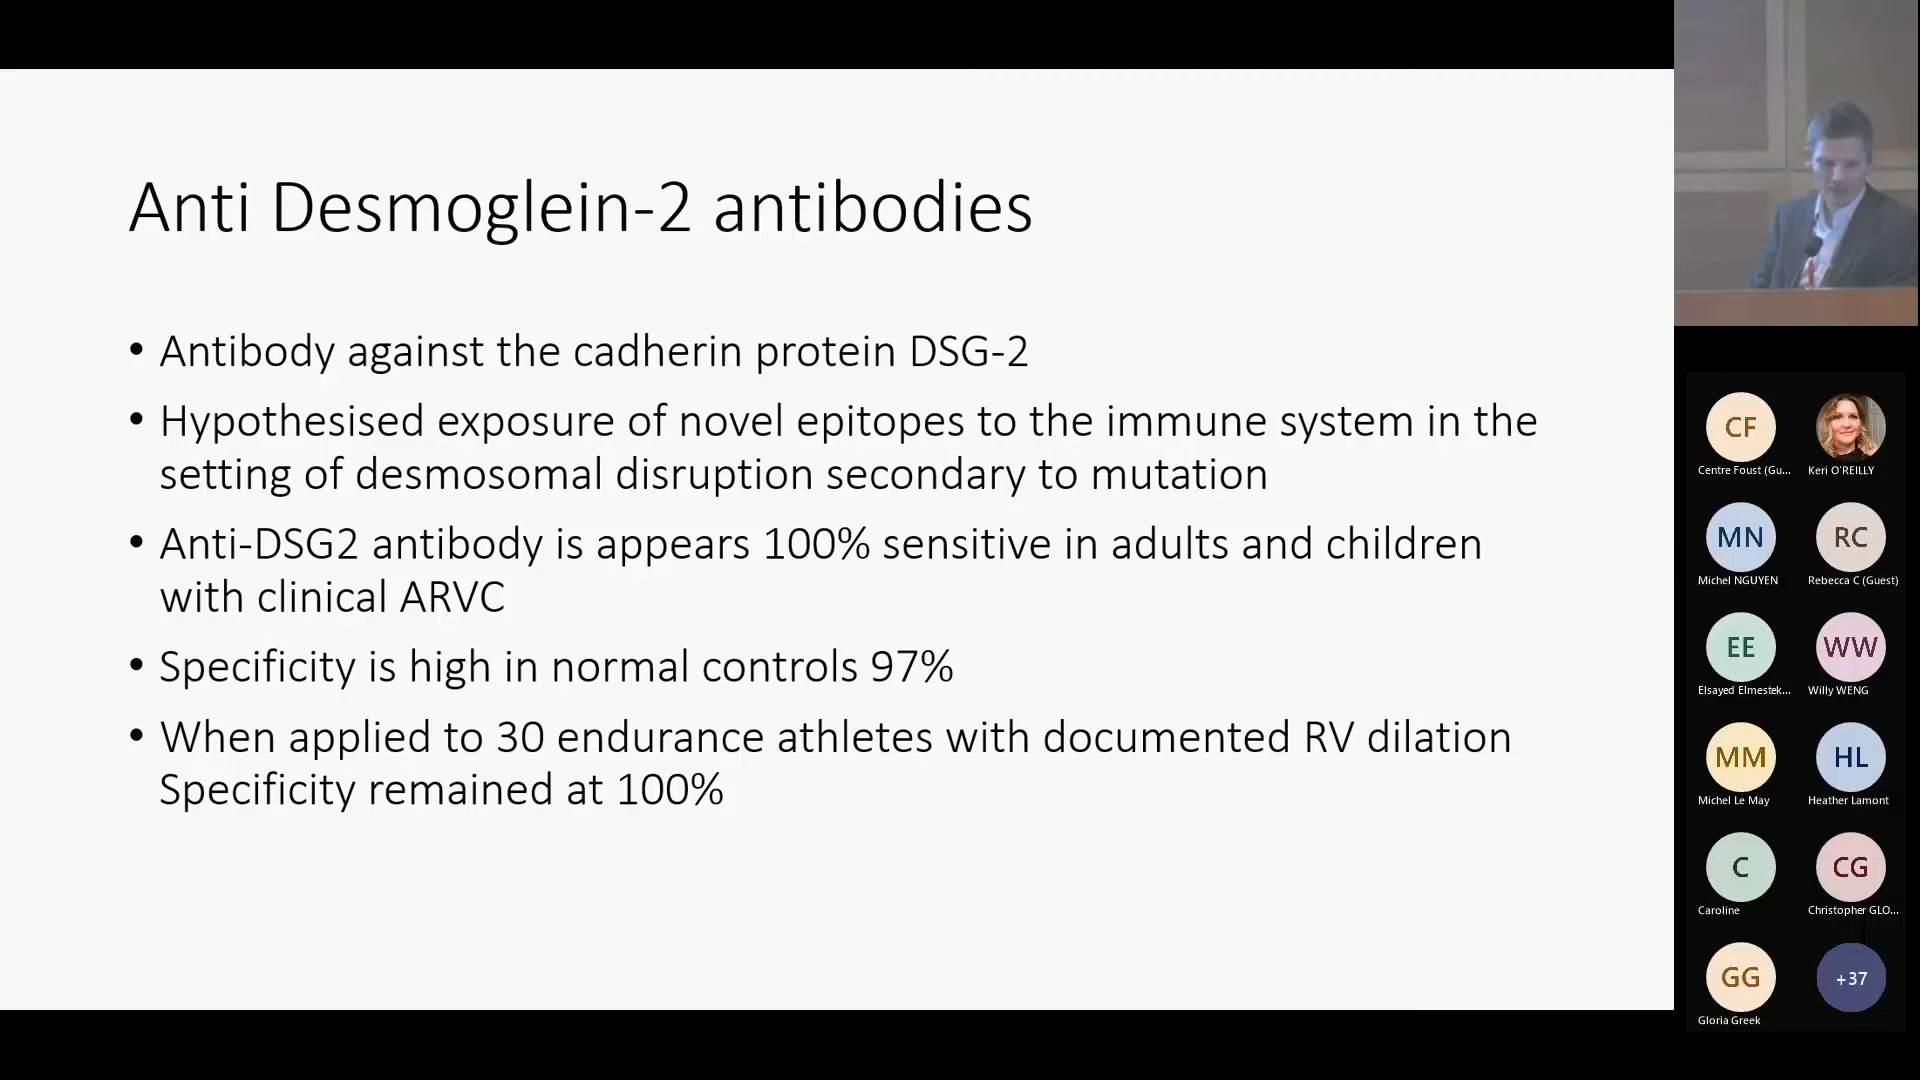 Anti Desmoglein-2 antibodies
• Antibody against the cadherin protein DSG-2
• Hypothesised exposure of novel epitopes to the immune system in the
setting of desmosomal disruption secondary to mutation
• Anti-DSG2 antibody is appears 100% sensitive in adults and children
with clinical ARVC
• Specificity is high in normal controls 97%
• When applied to 30 endurance athletes with documented RV dilation
Specificity remained at 100%
CF
Centre Foust (Gu...
Keri O'REILLY
MN
Michel NGUYEN
RC
Rebecca C (Guest)
EE
Elsayed Elmestek...
WW
Willy WENG
MM
Michel Le May
HL
Heather Lamont
C
Caroline
CG
Christopher GLO...
GG
Gloria Greek
+37